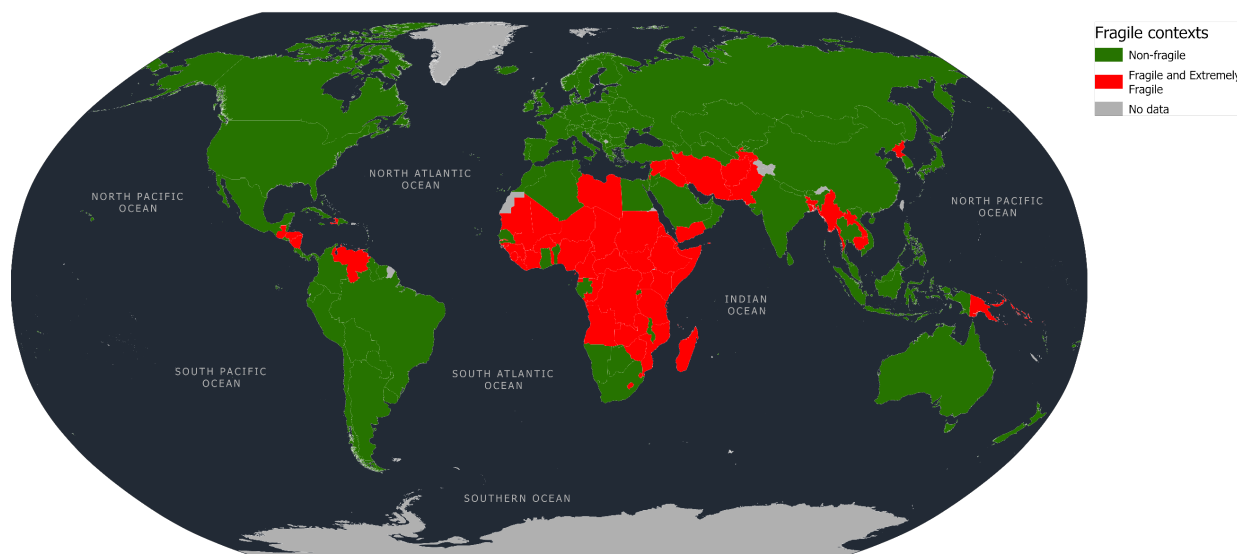 Fragile contexts
Non-fragile
Fragile and Extremely
Fragile
No data
NORTH ATLANTIC
OCEAN
NORTH PACIFIC
OCEAN
NORTH PACIFIC
OCEAN
INDIAN
OCEAN
SOUTH PACIFIC
OCEAN
SOUTH ATLANTIC
OCEAN
SOUTHERN OCEAN